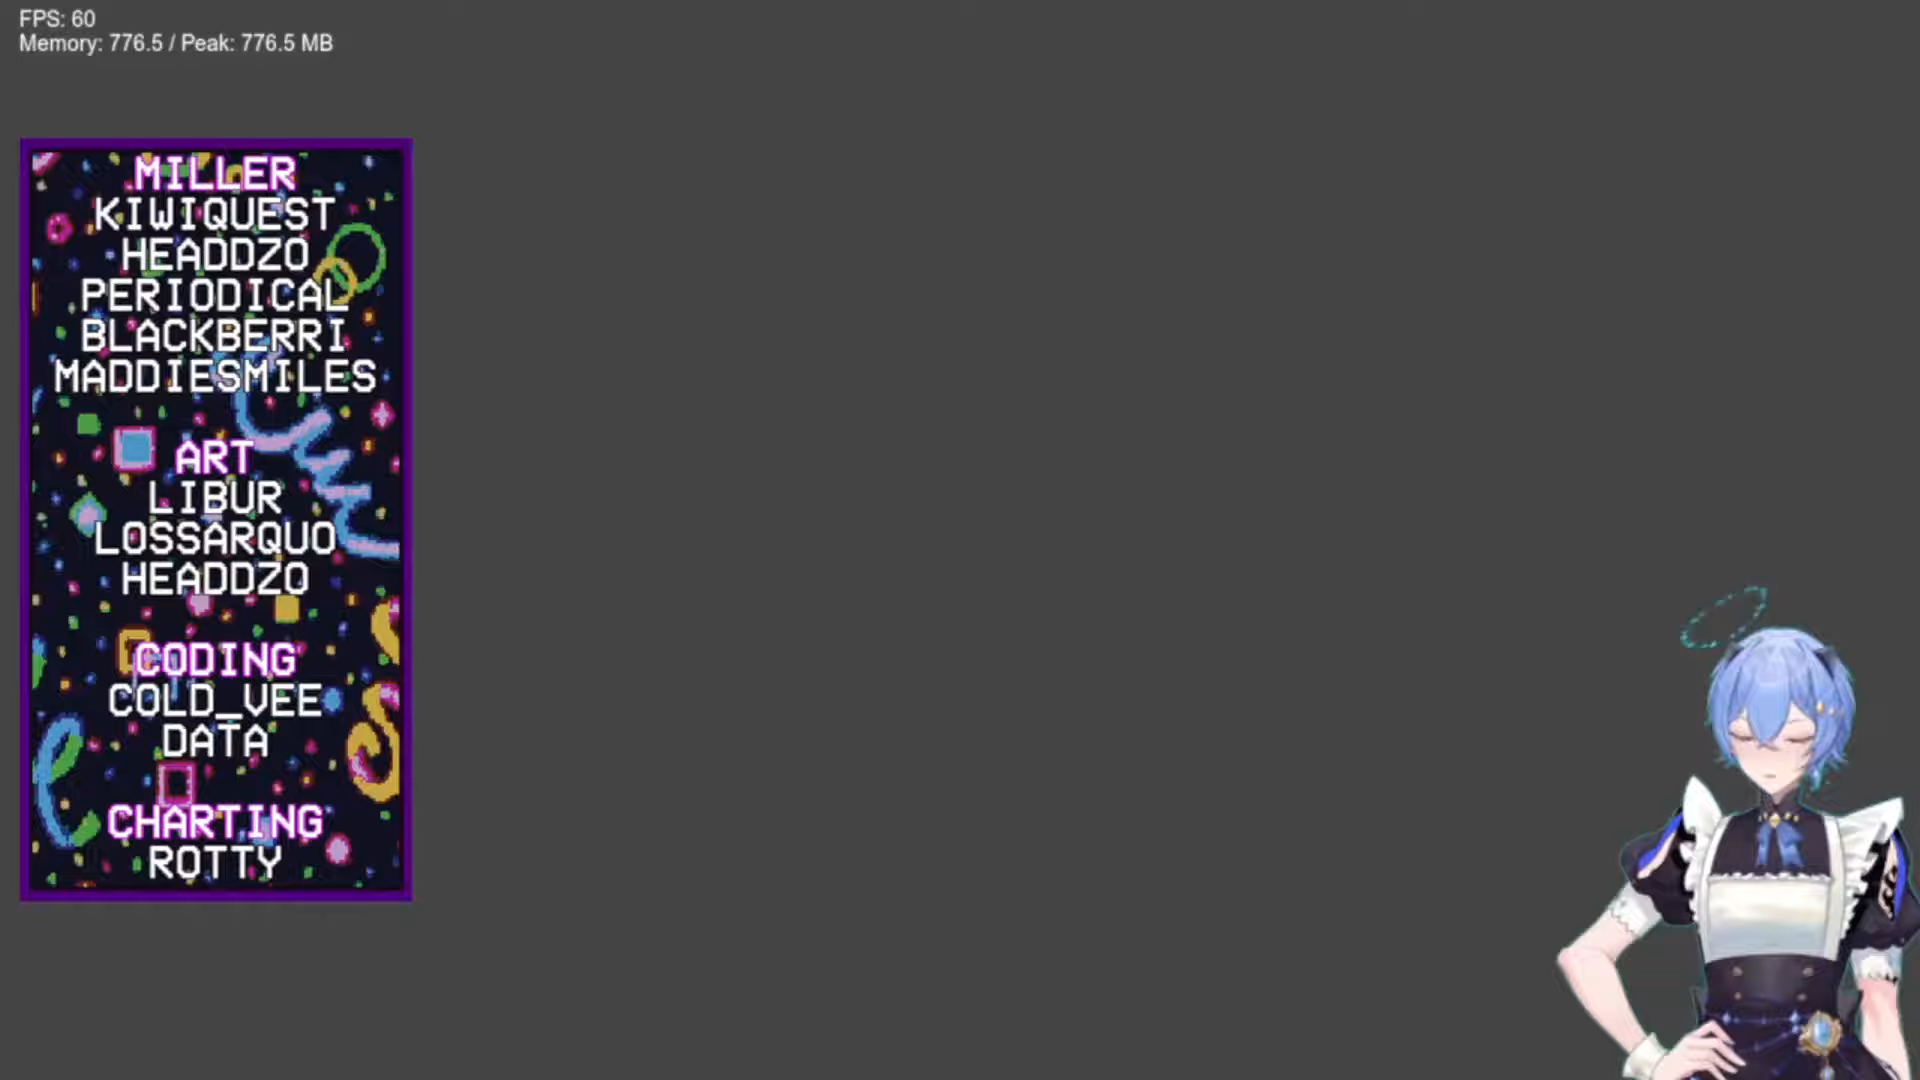 FPS: 60
Memory: 776.5 / Peak: 776.5 MB
MILLER
KIWIQUEST
HEADDZO
PERIODICAL
BLACKBERRI
MADDIESMILES
ART
LIBUR
LOSSARQUO
HEADDZO
CODING
COLD_VEE
DATA
CHARTING
ROTTY